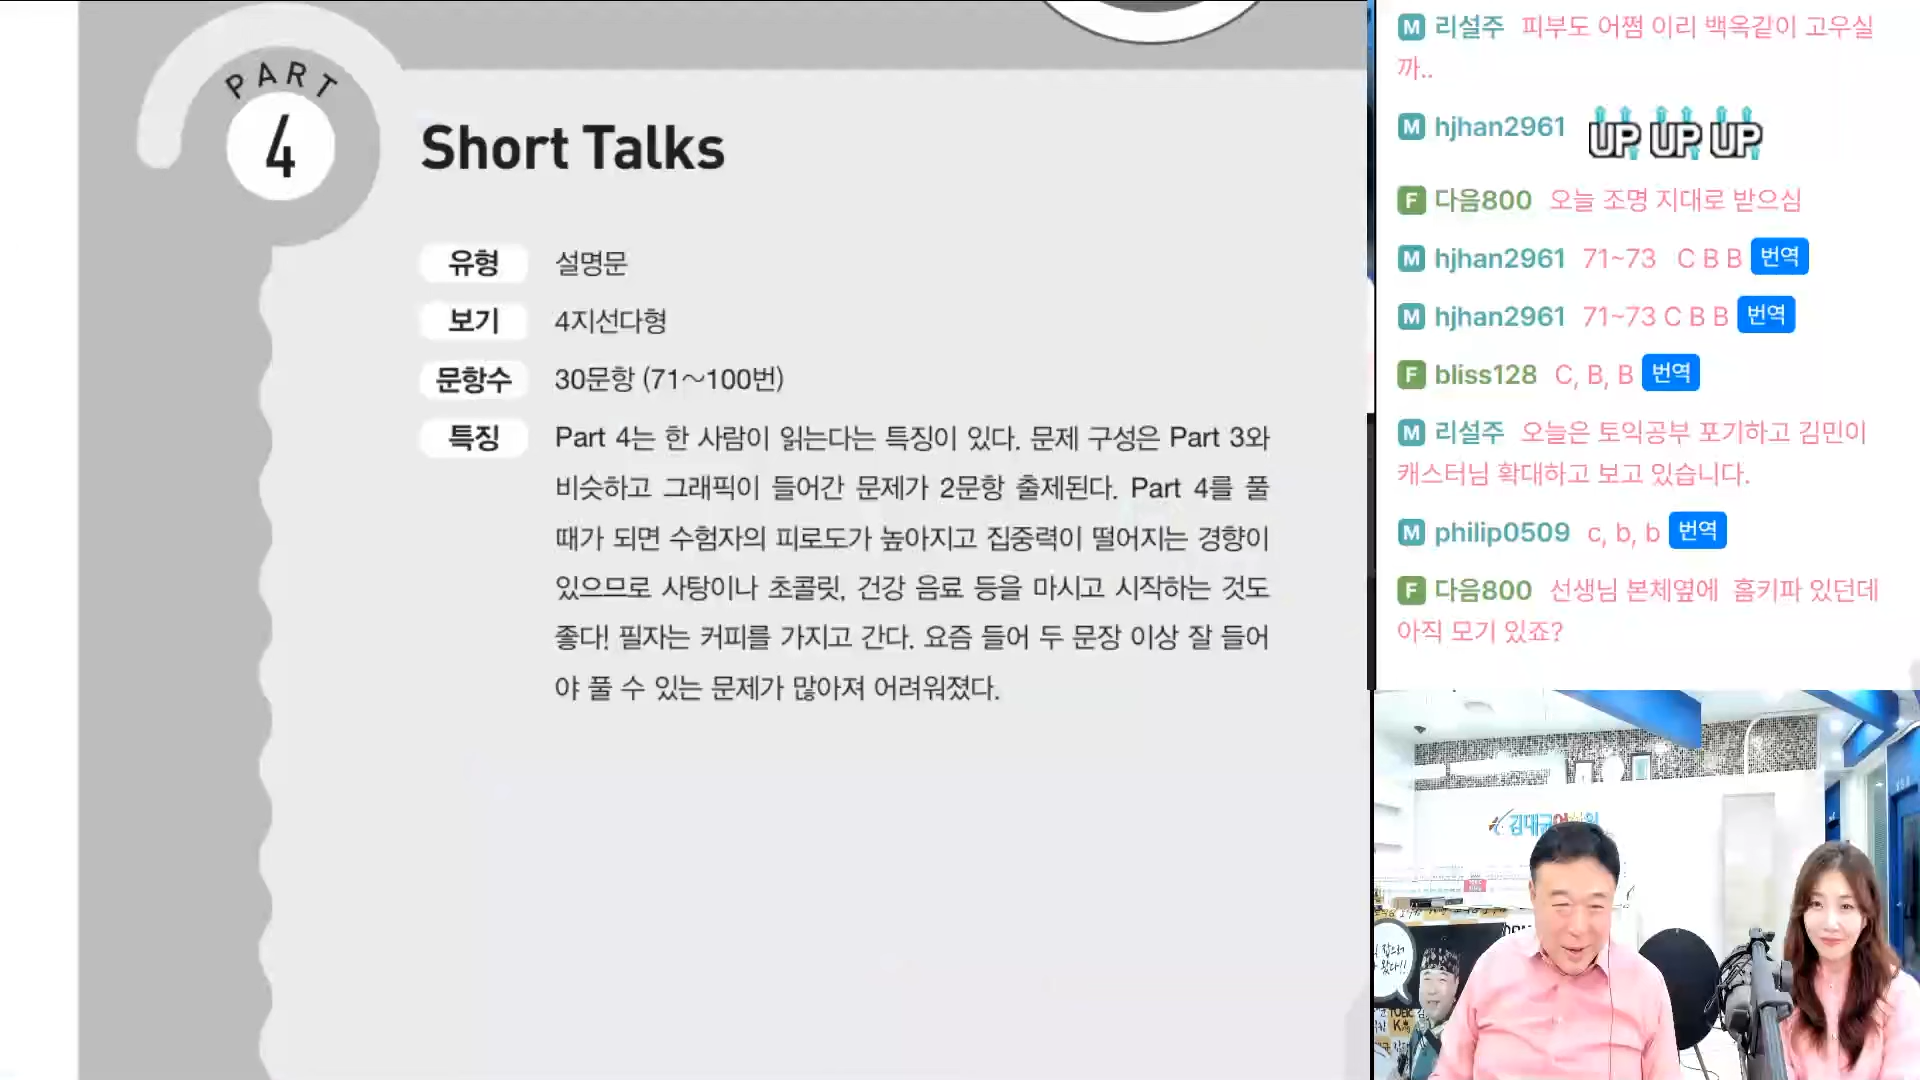 PART
4
Short Talks
유형 설명문
보기 4지선다형
문항수 30문항 (71~100번)
특징 Part 4는 한 사람이 읽는다는 특징이 있다. 문제 구성은 Part 3와
비슷하고 그래픽이 들어간 문제가 2문항 출제된다. Part 4를 풀
때가 되면 수험자의 피로도가 높아지고 집중력이 떨어지는 경향이
있으므로 사탕이나 초콜릿, 건강 음료 등을 마시고 시작하는 것도
좋다! 필자는 커피를 가지고 간다. 요즘 들어 두 문장 이상 잘 들어
야 풀 수 있는 문제가 많아져 어려워졌다.
M 리설주 피부도 어쩜 이리 백옥같이 고우실
까..
M hjhan2961 UP UP UP
F 다음800 오늘 조명 지대로 받으심
M hjhan2961 71~73 C B B 번역
M hjhan2961 71~73 C B B 번역
F bliss128 C, B, B 번역
M 리설주 오늘은 토익공부 포기하고 김민이
캐스터님 확대하고 보고 있습니다.
M philip0509 c, b, b 번역
F 다음800 선생님 본체옆에 홈키파 있던데
아직 모기 있죠?